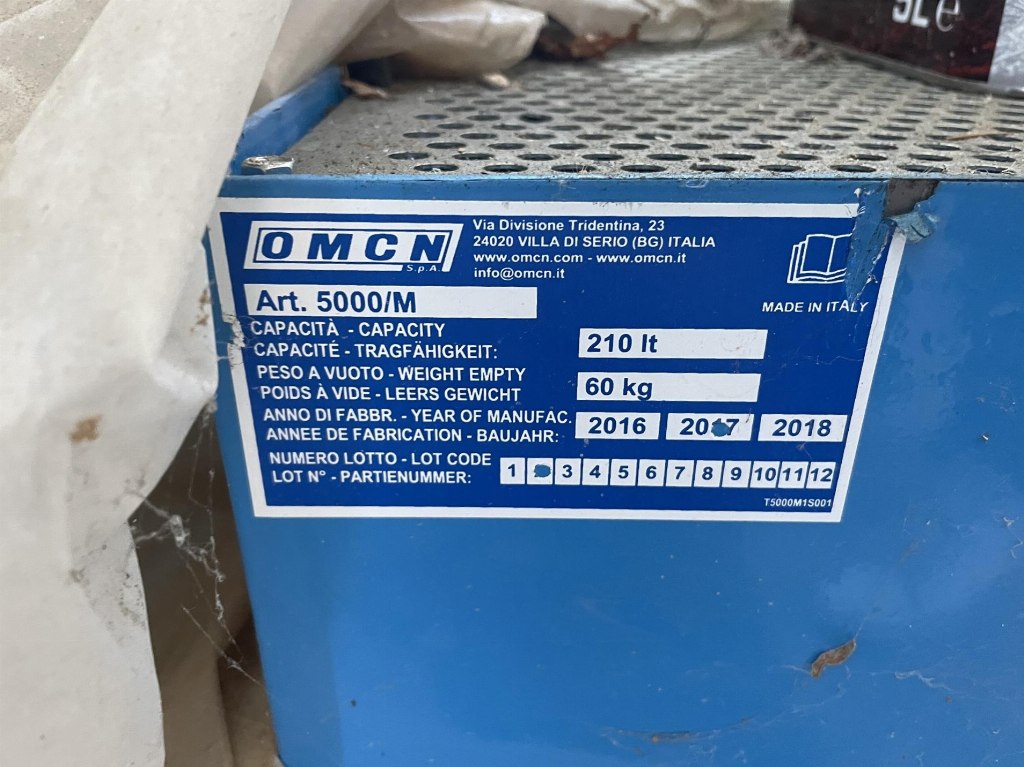 5L e
OMCN
S.p.A.
Via Divisione Tridentina, 23
24020 VILLA DI SERIO (BG) ITALIA
www.omcn.com - www.omcn.it
info@omcn.it
MADE IN ITALY
Art. 5000/M
CAPACITÀ - CAPACITY
CAPACITÉ - TRAGFÄHIGKEIT:
210 lt
PESO A VUOTO - WEIGHT EMPTY
POIDS À VIDE - LEERS GEWICHT
60 kg
ANNO DI FABBR. - YEAR OF MANUFAC.
ANNEE DE FABRICATION - BAUJAHR:
2016 2017 2018
NUMERO LOTTO - LOT CODE
LOT Nº - PARTIENUMMER:
1 3 4 5 6 7 8 9 10 11 12
T5000M1S001